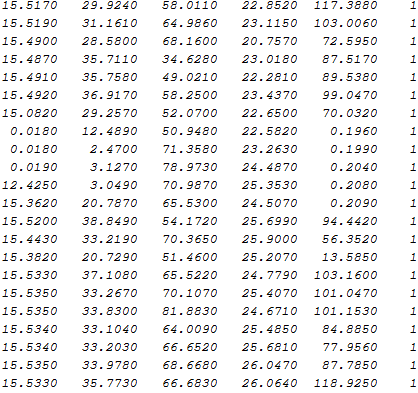 15.5170 29.9240 58.0110 22.8520 117.3880 1
15.5190 31.1610 64.9860 23.1150 103.0060 1
15.4900 28.5800 68.1600 20.7570 72.5950 1
15.4870 35.7110 34.6280 23.0180 87.5170 1
15.4910 35.7580 49.0210 22.2810 89.5380 1
15.4920 36.9170 58.2500 23.4370 99.0470 1
15.0820 29.2570 52.0700 22.6500 70.0320 1
0.0180 12.4890 50.9480 22.5820 0.1960 1
0.0180 2.4700 71.3580 23.2630 0.1990 1
0.0190 3.1270 78.9730 24.4870 0.2040 1
12.4250 3.0490 70.9870 25.3530 0.2080 1
15.3620 20.7870 65.5300 24.5070 0.2090 1
15.5200 38.8490 54.1720 25.6990 94.4420 1
15.4430 33.2190 70.3650 25.9000 56.3520 1
15.3820 20.7290 51.4600 25.2070 13.5850 1
15.5330 37.1080 65.5220 24.7790 103.1600 1
15.5350 33.2670 70.1070 25.4070 101.0470 1
15.5350 33.8300 81.8830 24.6710 101.1530 1
15.5340 33.1040 64.0090 25.4850 84.8850 1
15.5340 33.2030 66.6520 25.6810 77.9560 1
15.5350 33.9780 68.6680 26.0470 87.7850 1
15.5330 35.7730 66.6830 26.0640 118.9250 1